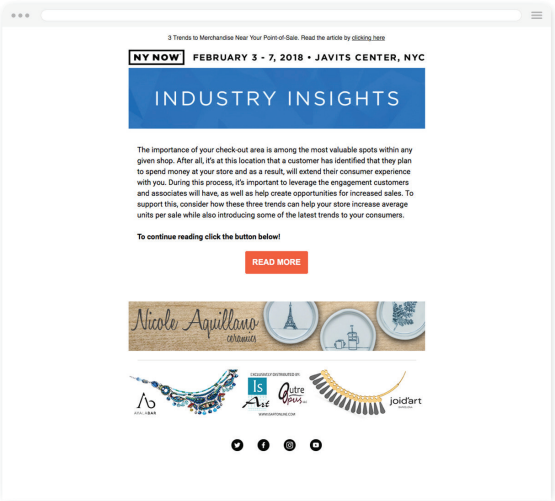 3 Trends to Merchandise Near Your Point-of-Sale. Read the article by clicking here
NY NOW FEBRUARY 3 - 7, 2018 • JAVITS CENTER, NYC
INDUSTRY INSIGHTS
The importance of your check-out area is among the most valuable spots within any
given shop. After all, it's at this location that a customer has identified that they plan
to spend money at your store and as a result, will extend their consumer experience
with you. During this process, it's important to leverage the engagement customers
and associates will have, as well as help create opportunities for increased sales. To
support this, consider how these three trends can help your store increase average
units per sale while also introducing some of the latest trends to your consumers.
To continue reading click the button below!
READ MORE
Nicole Aquillano
ceramics
EXCLUSIVELY DISTRIBUTED BY:
Is
Art
Outre
Opus
AYALA BAR
joid'art
BARCELONA